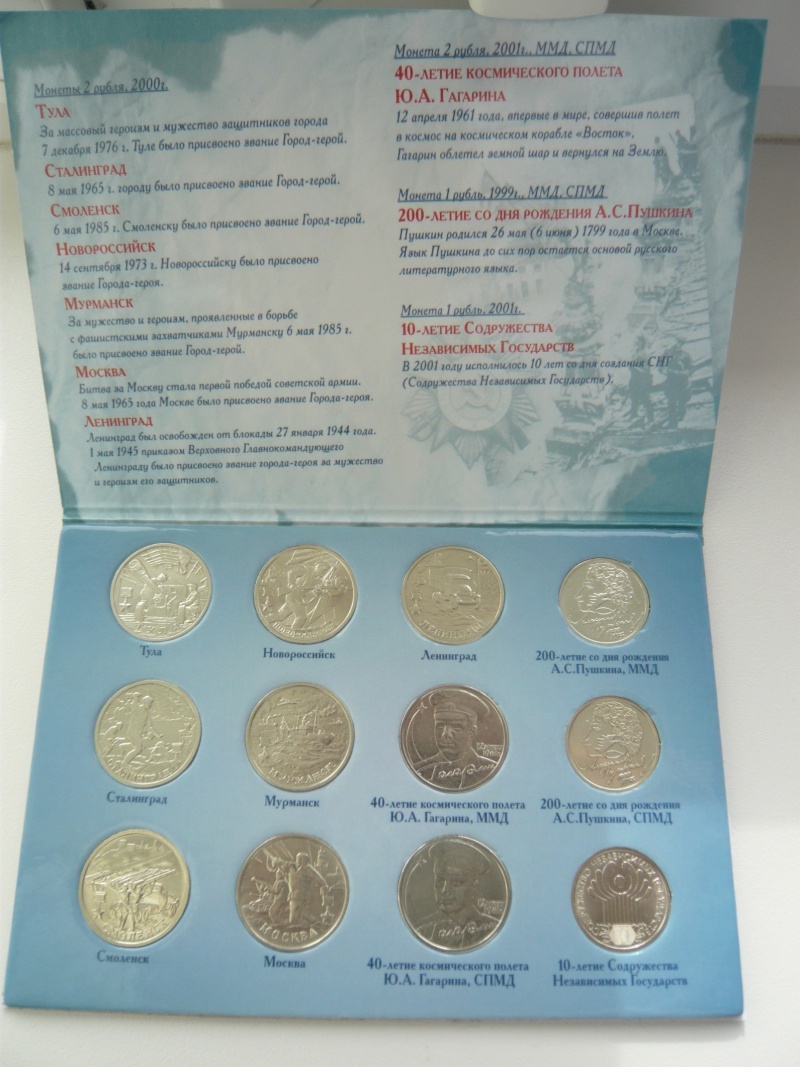 Монеты 2 рубля, 2000г.
Тула
За массовый героизм и мужество защитников города
7 декабря 1976 г. Туле было присвоено звание Город-герой.
Сталинград
8 мая 1965 г. городу было присвоено звание Город-герой.
Смоленск
6 мая 1985 г. Смоленску было присвоено звание Город-герой.
Новороссийск
14 сентября 1973 г. Новороссийску было присвоено
звание Города-героя.
Мурманск
За мужество и героизм, проявленные в борьбе
с фашистскими захватчиками Мурманску 6 мая 1985 г.
было присвоено звание Город-герой.
Москва
Битва за Москву стала первой победой советской армии.
8 мая 1965 года Москве было присвоено звание Города-героя.
Ленинград
Ленинград был освобожден от блокады 27 января 1944 года.
1 мая 1945 приказом Верховного Главнокомандующего
Ленинграду было присвоено звание города-героя за мужество
и героизм его защитников.
Монета 2 рубля, 2001г., ММД, СПМД
40-летие космического полета
Ю.А. Гагарина
12 апреля 1961 года, впервые в мире, совершив полет
в космос на космическом корабле «Восток»,
Гагарин облетел земной шар и вернулся на Землю.
Монета 1 рубль, 1999г., ММД, СПМД
200-летие со дня рождения А.С.Пушкина
Пушкин родился 26 мая (6 июня) 1799 года в Москве.
Язык Пушкина до сих пор остается основой русского
литературного языка.
Монета 1 рубль, 2001г.
10-летие Содружества
Независимых Государств
В 2001 году исполнилось 10 лет со дня создания СНГ
(Содружества Независимых Государств).
Тула
Новороссийск
Ленинград
200-летие со дня рождения
А.С.Пушкина, ММД
Сталинград
Мурманск
40-летие космического полета
Ю.А. Гагарина, ММД
200-летие со дня рождения
А.С.Пушкина, СПМД
Смоленск
МОСКВА
Москва
40-летие космического полета
Ю.А. Гагарина, СПМД
10-летие Содружества
Независимых Государств